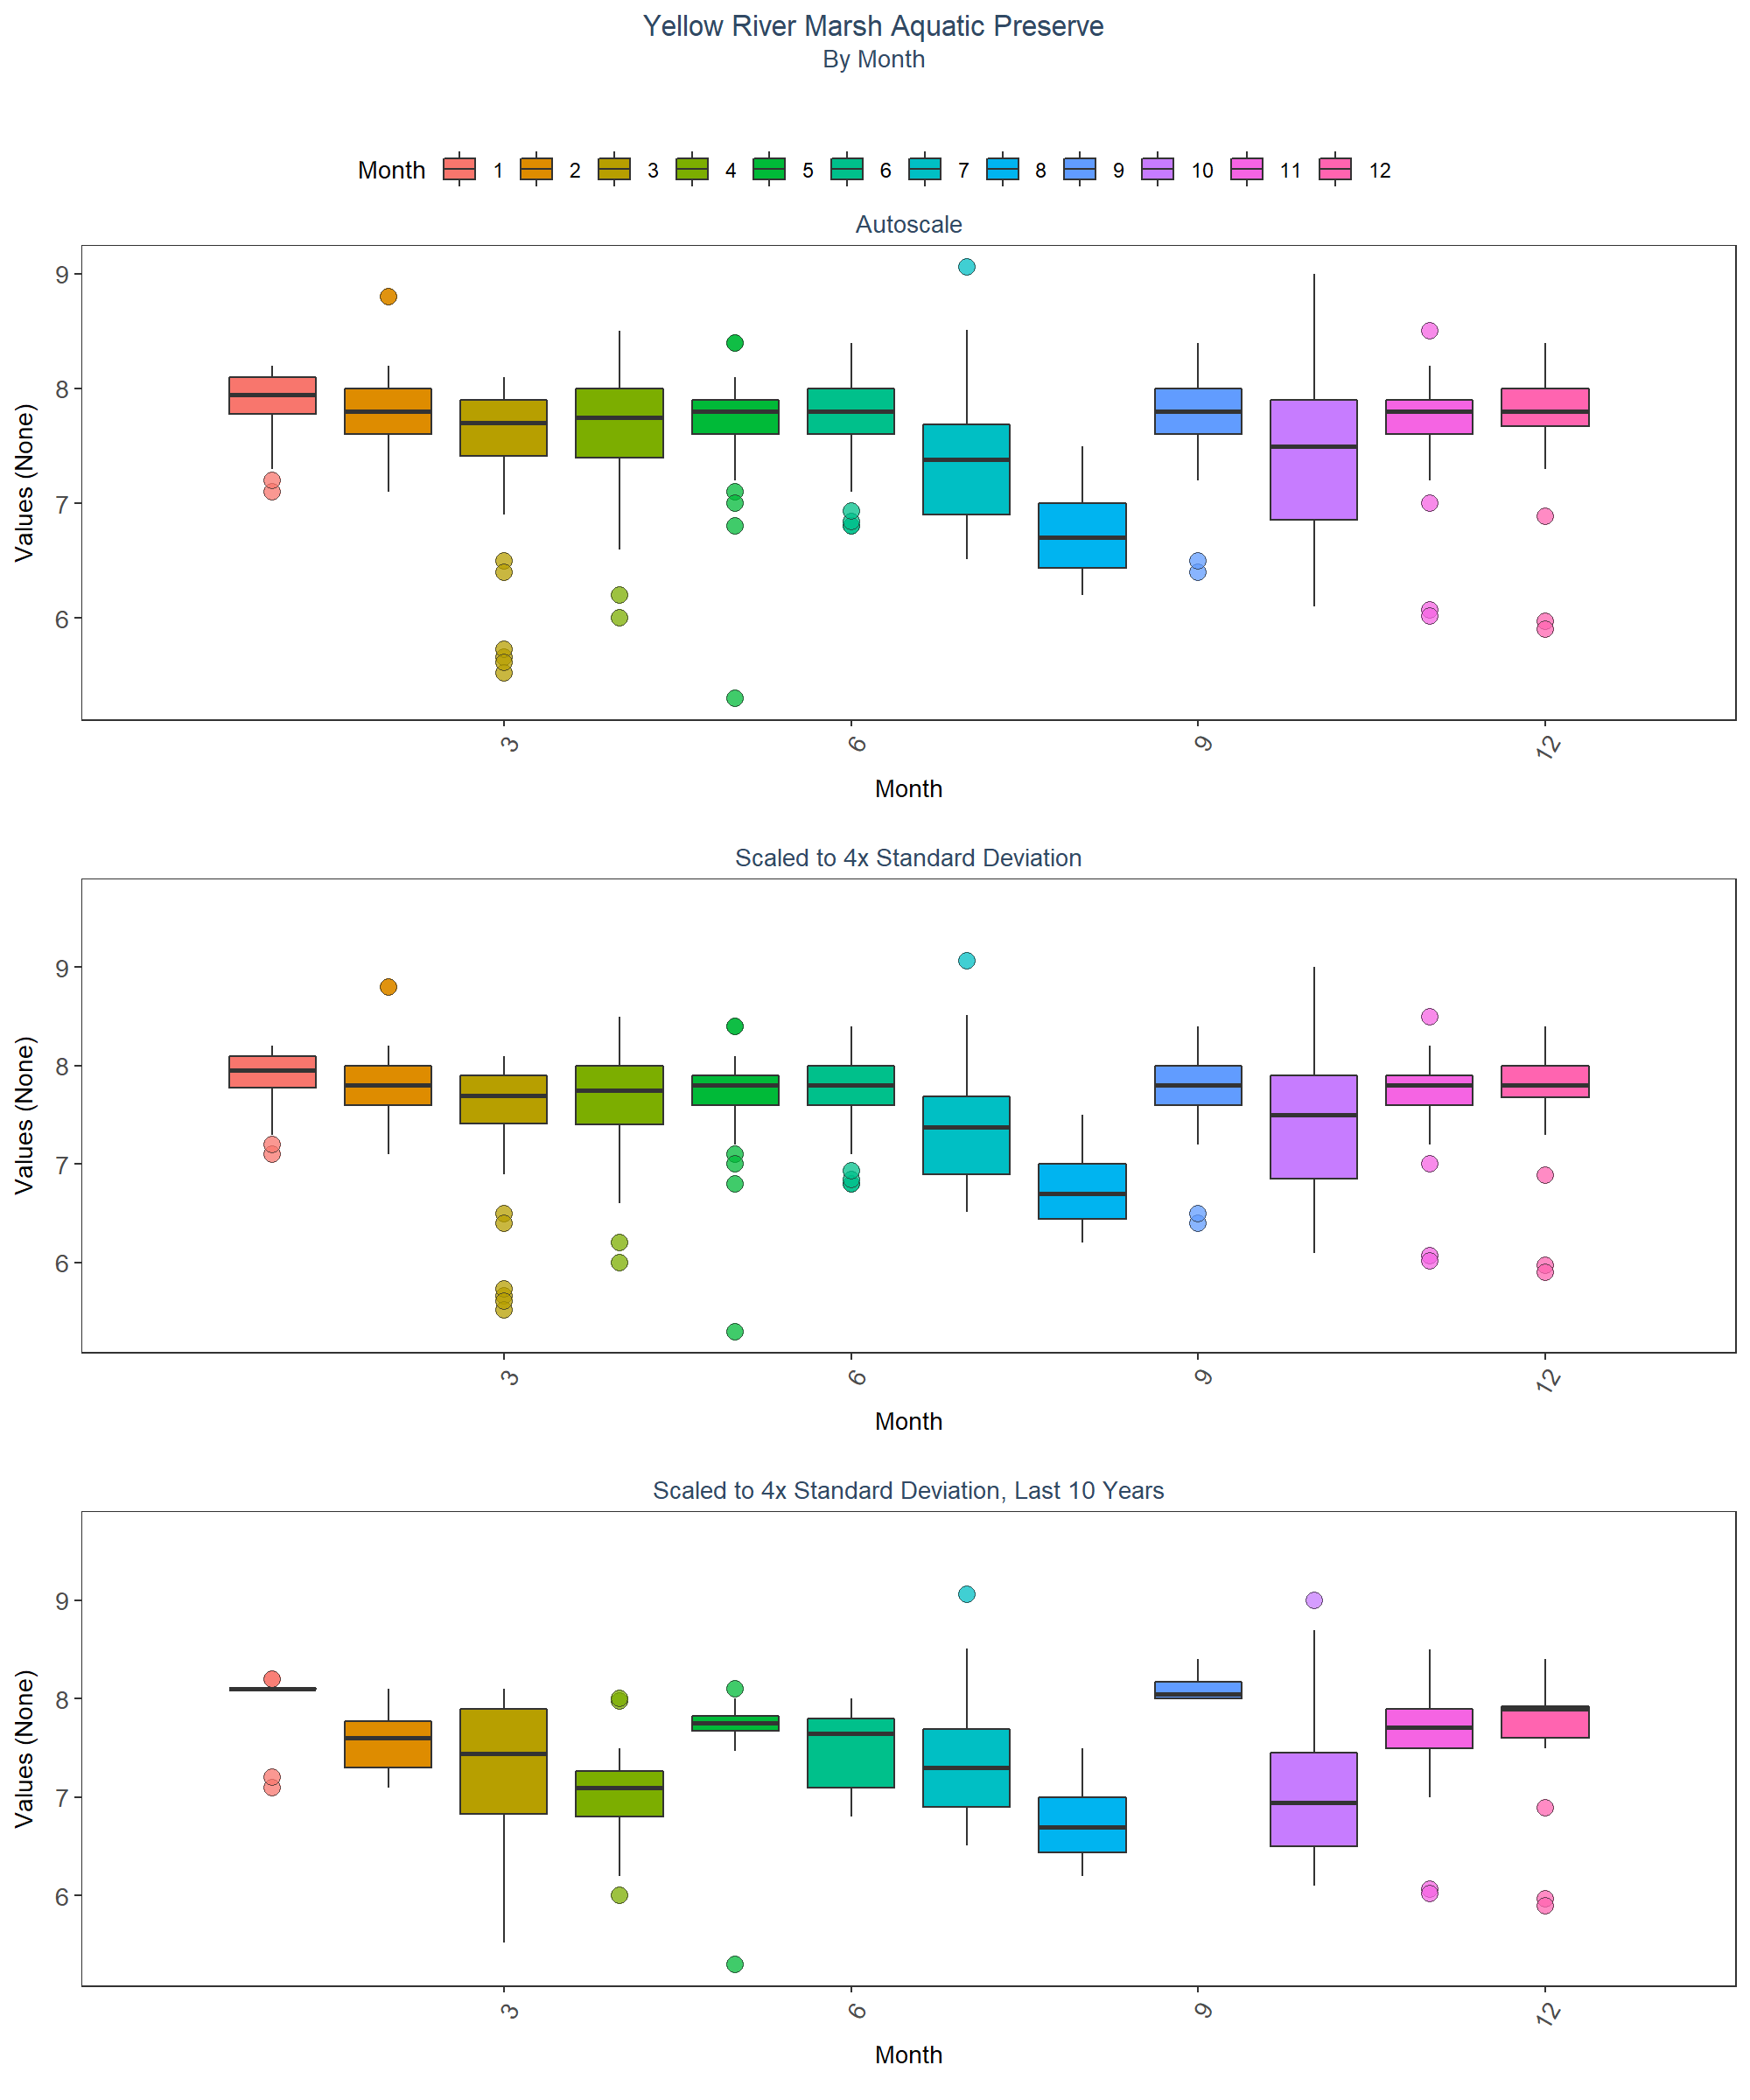 Yellow River Marsh Aquatic Preserve
By Month
Month 1 2 3 4 5 6 7 8 9 10 11 12
Autoscale
Values (None)
9
8
7
6
3 6 9 12
Month
Scaled to 4x Standard Deviation
Values (None)
9
8
7
6
3 6 9 12
Month
Scaled to 4x Standard Deviation, Last 10 Years
Values (None)
9
8
7
6
3 6 9 12
Month